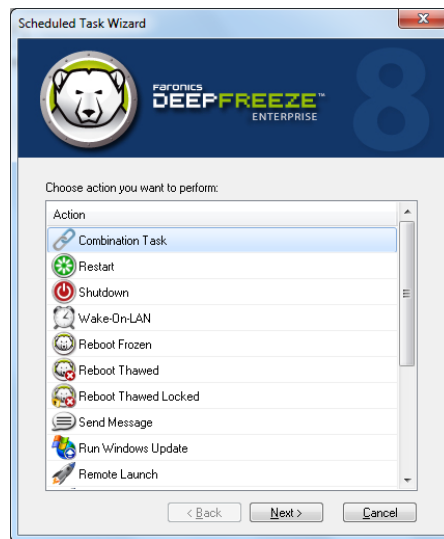 Scheduled Task Wizard
FARONICS
DEEPFREEZE™
ENTERPRISE
8
Choose action you want to perform:
Action
Combination Task
Restart
Shutdown
Wake-On-LAN
Reboot Frozen
Reboot Thawed
Reboot Thawed Locked
Send Message
Run Windows Update
Remote Launch
< Back
Next >
Cancel